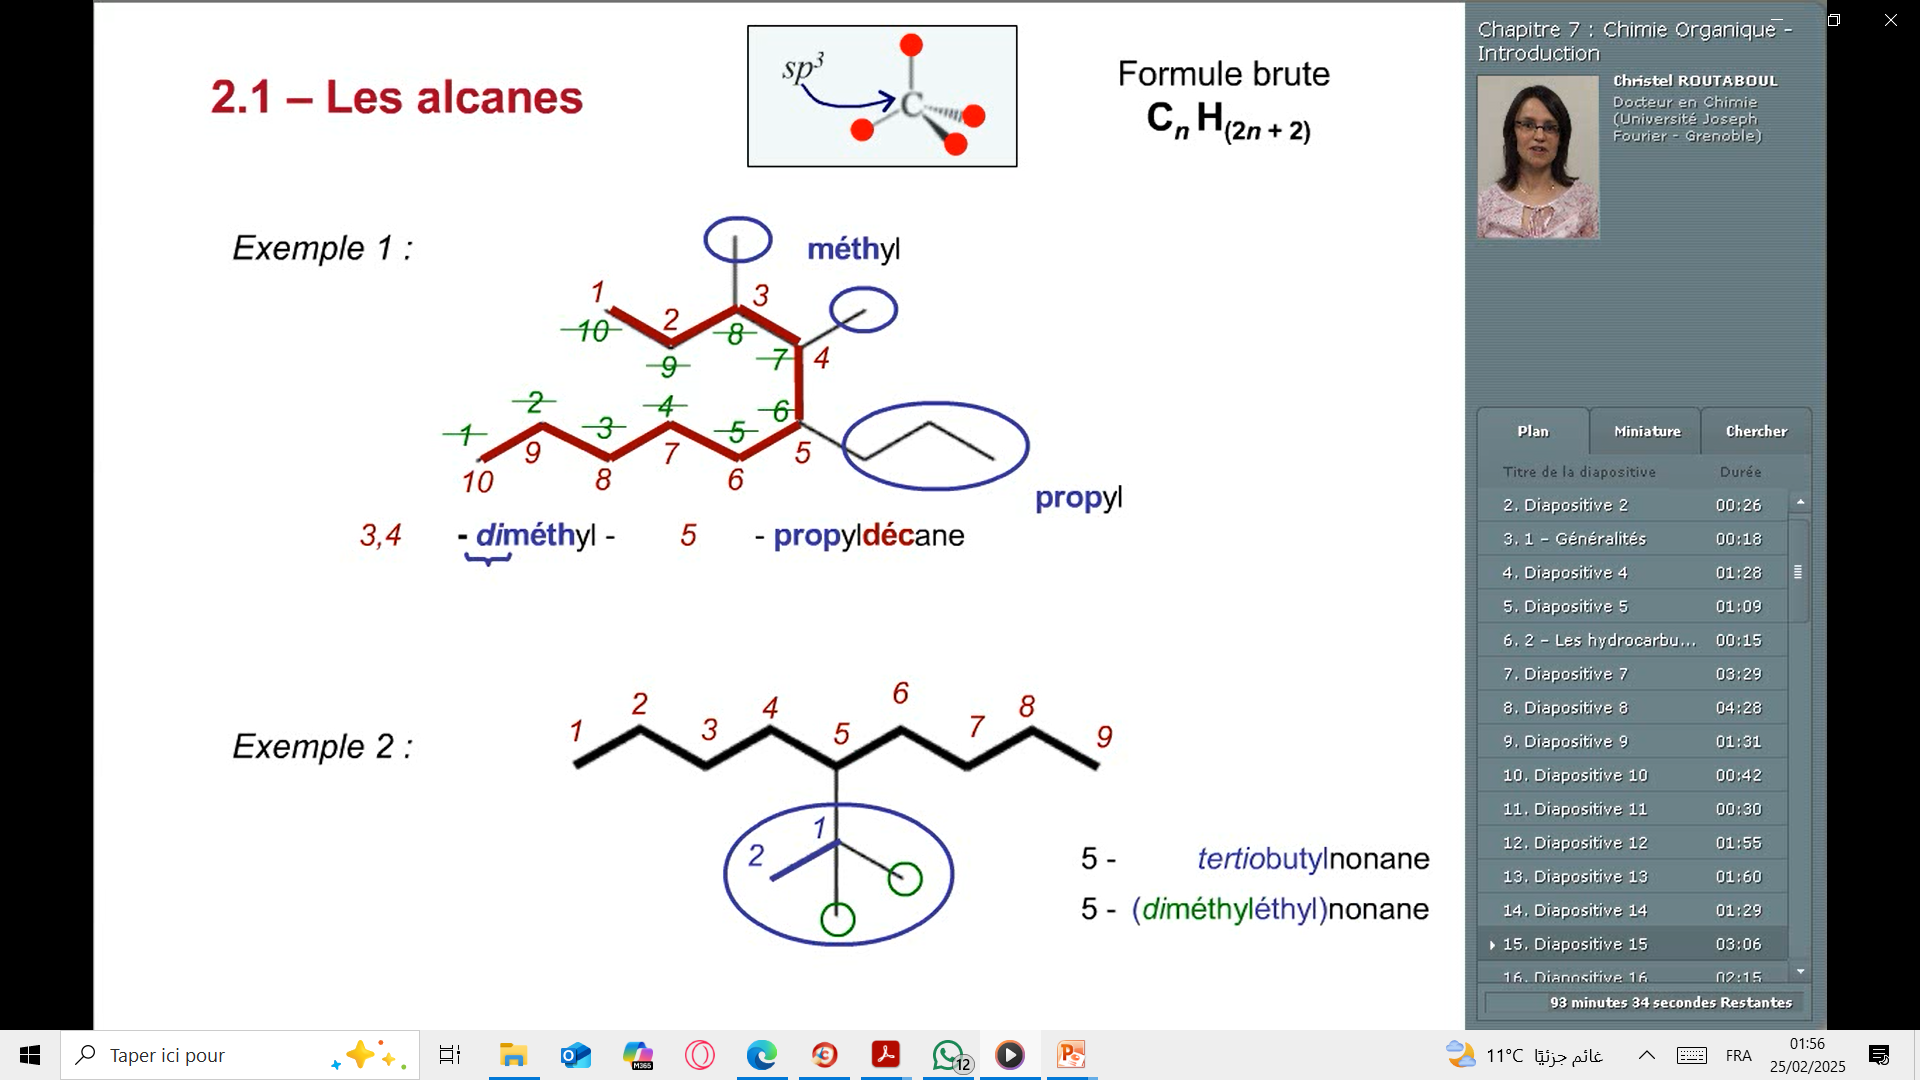 2.1 – Les alcanes
sp3
C
Formule brute
CnH(2n + 2)
Exemple 1 :
méthyl
1
2
3
10
9
8
7
4
2
4
6
1
3
5
10
9
8
7
6
5
propyl
3,4 - diméthyl - 5 - propyldécane
Exemple 2 :
1
2
3
4
5
6
7
8
9
1
2
5 - tertiobutylnonane
5 - (diméthyléthyl)nonane
Chapitre 7 : Chimie Organique -
Introduction
Christel ROUTABOUL
Docteur en Chimie
(Université Joseph
Fourier - Grenoble)
Plan
Miniature
Chercher
Titre de la diapositive Durée
2. Diapositive 2 00:26
3. 1 – Généralités 00:18
4. Diapositive 4 01:28
5. Diapositive 5 01:09
6. 2 – Les hydrocarbu... 00:15
7. Diapositive 7 03:29
8. Diapositive 8 04:28
9. Diapositive 9 01:31
10. Diapositive 10 00:42
11. Diapositive 11 00:30
12. Diapositive 12 01:55
13. Diapositive 13 01:60
14. Diapositive 14 01:29
15. Diapositive 15 03:06
16. Diapositive 16 02:15
93 minutes 34 secondes Restantes
Taper ici pour
M365
12
11°C غائم جزئيًا
FRA
01:56
25/02/2025